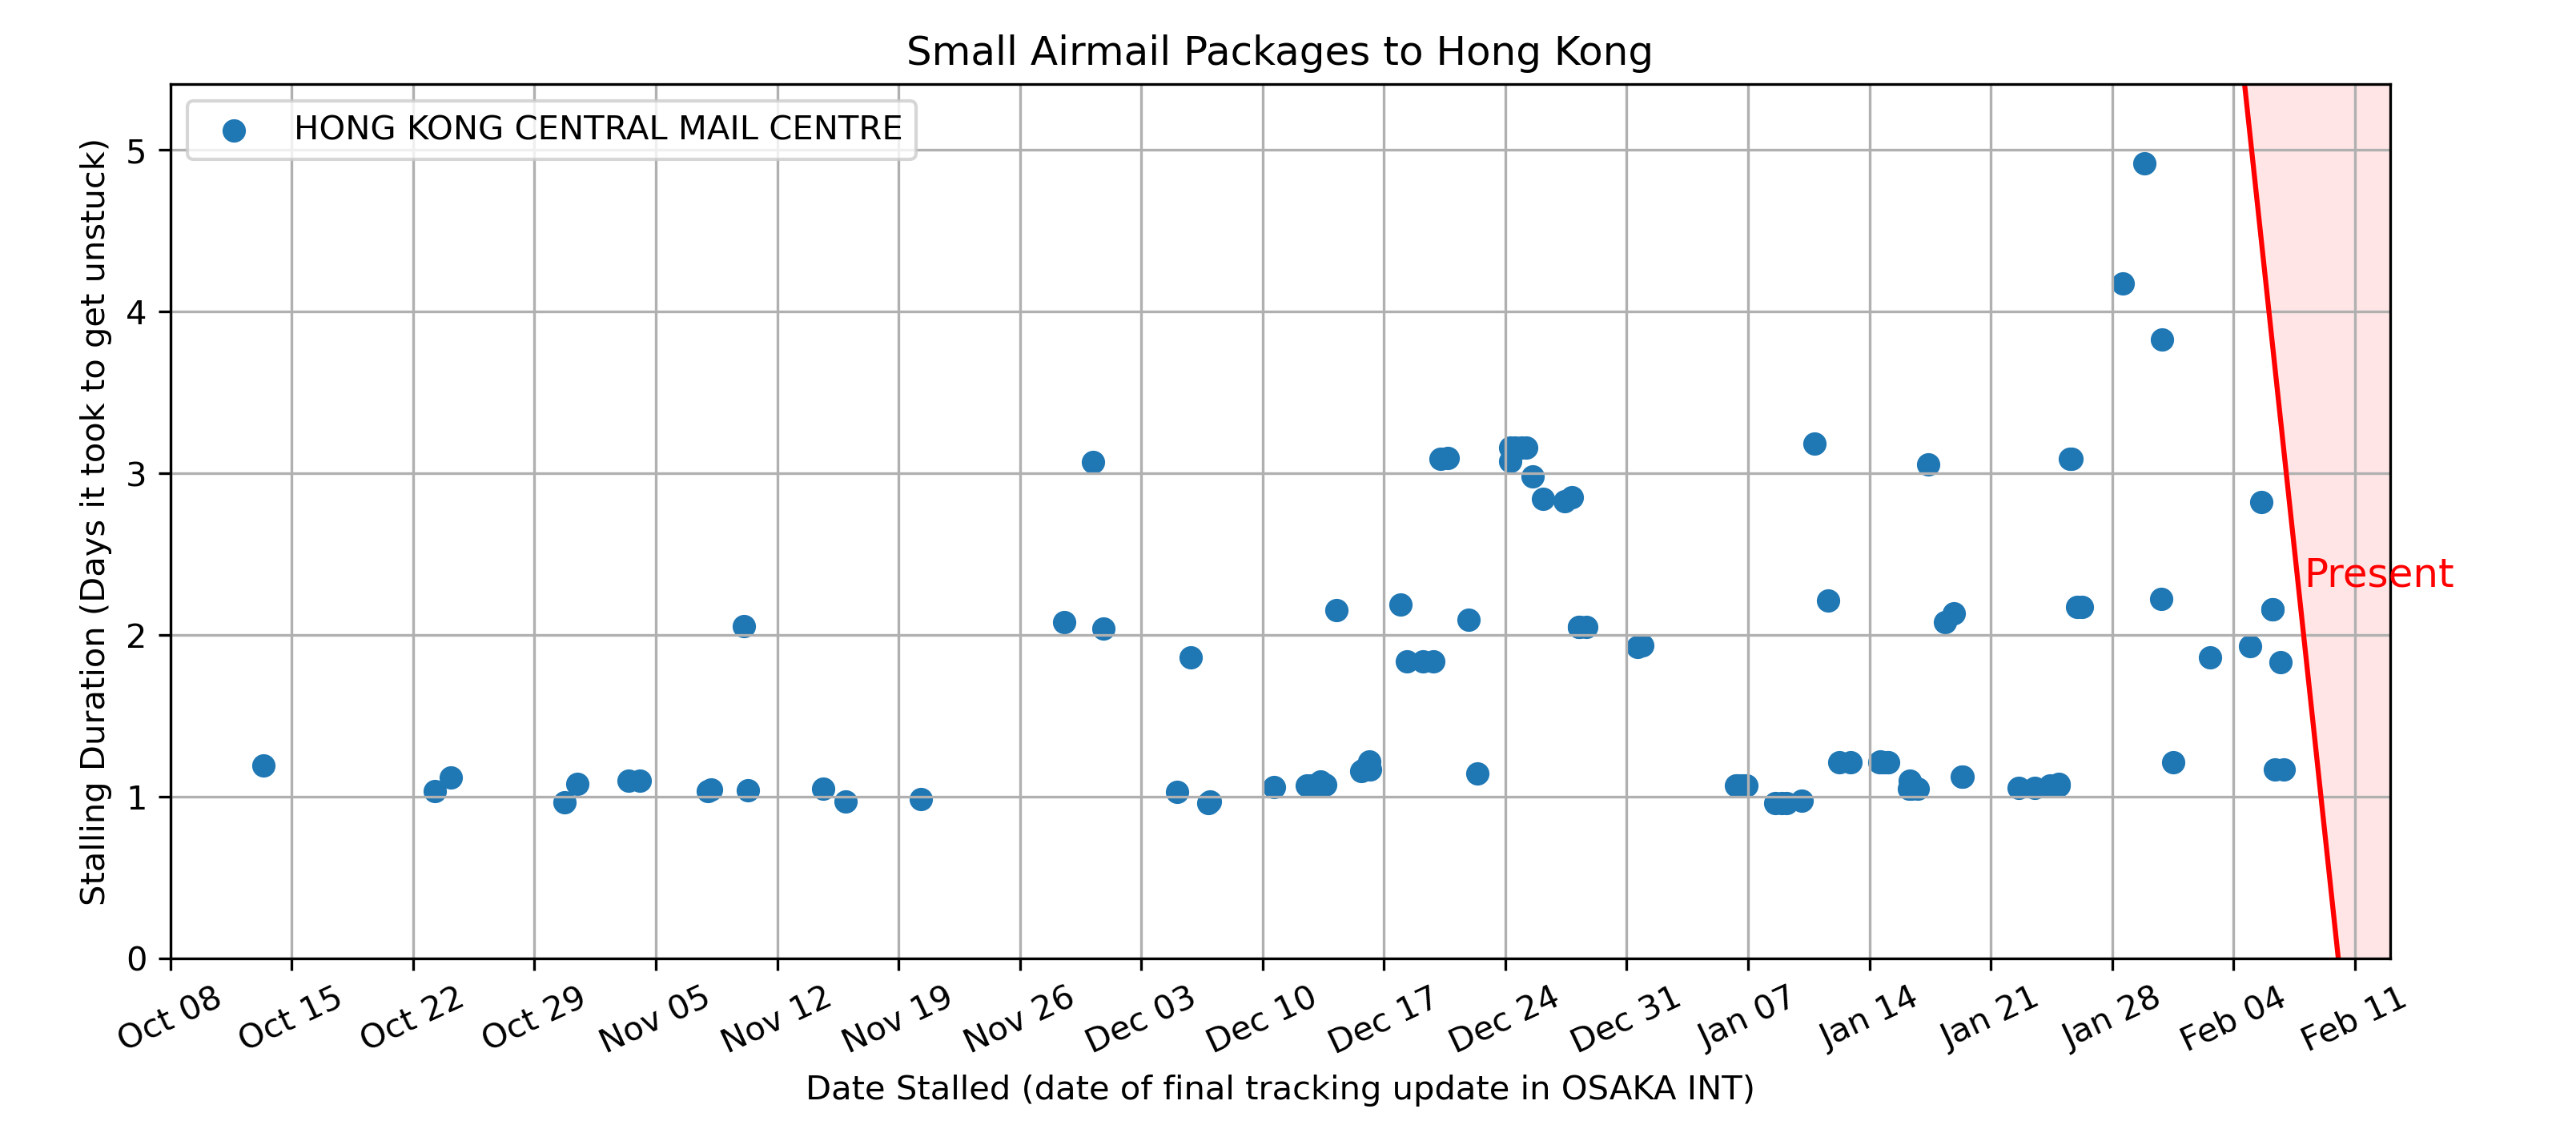 Small Airmail Packages to Hong Kong
HONG KONG CENTRAL MAIL CENTRE
Stalling Duration (Days it took to get unstuck)
5
4
3
2
1
0
Present
Oct 08
Oct 15
Oct 22
Oct 29
Nov 05
Nov 12
Nov 19
Nov 26
Dec 03
Dec 10
Dec 17
Dec 24
Dec 31
Jan 07
Jan 14
Jan 21
Jan 28
Feb 04
Feb 11
Date Stalled (date of final tracking update in OSAKA INT)